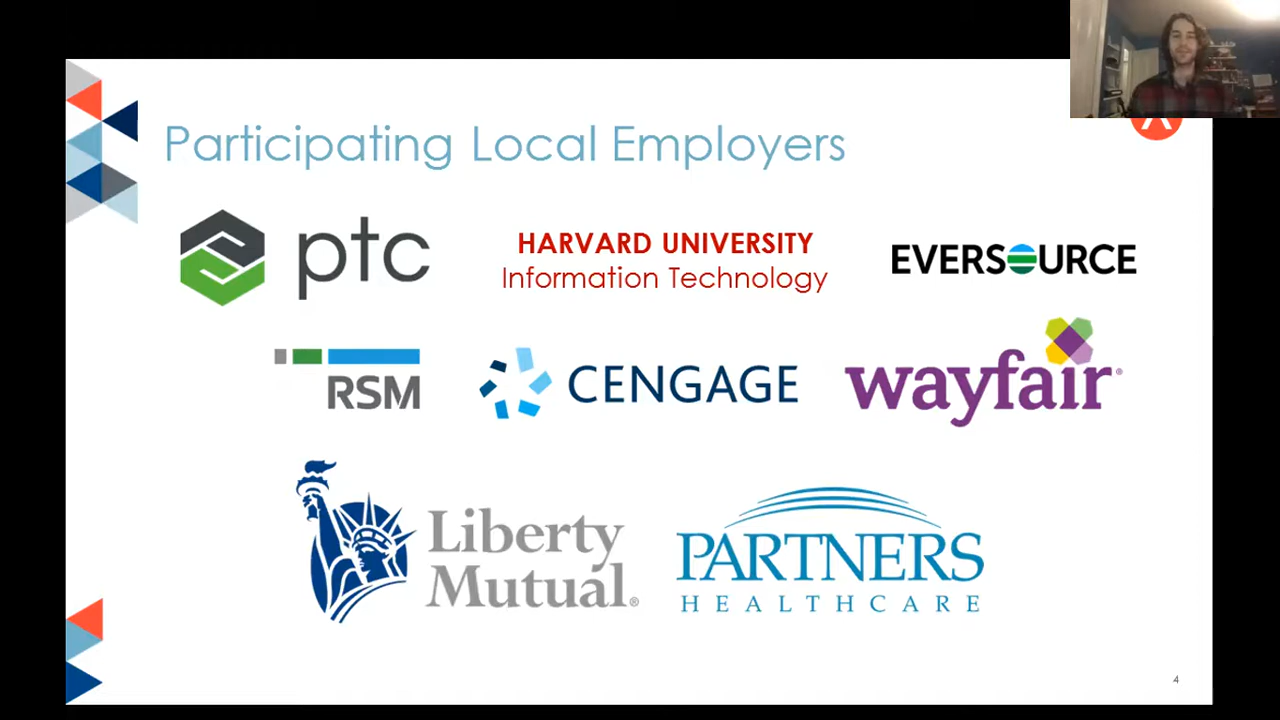 Participating Local Employers
ptc
HARVARD UNIVERSITY
Information Technology
EVERSOURCE
RSM
CENGAGE
wayfair®
Liberty
Mutual®
PARTNERS
HEALTHCARE
4